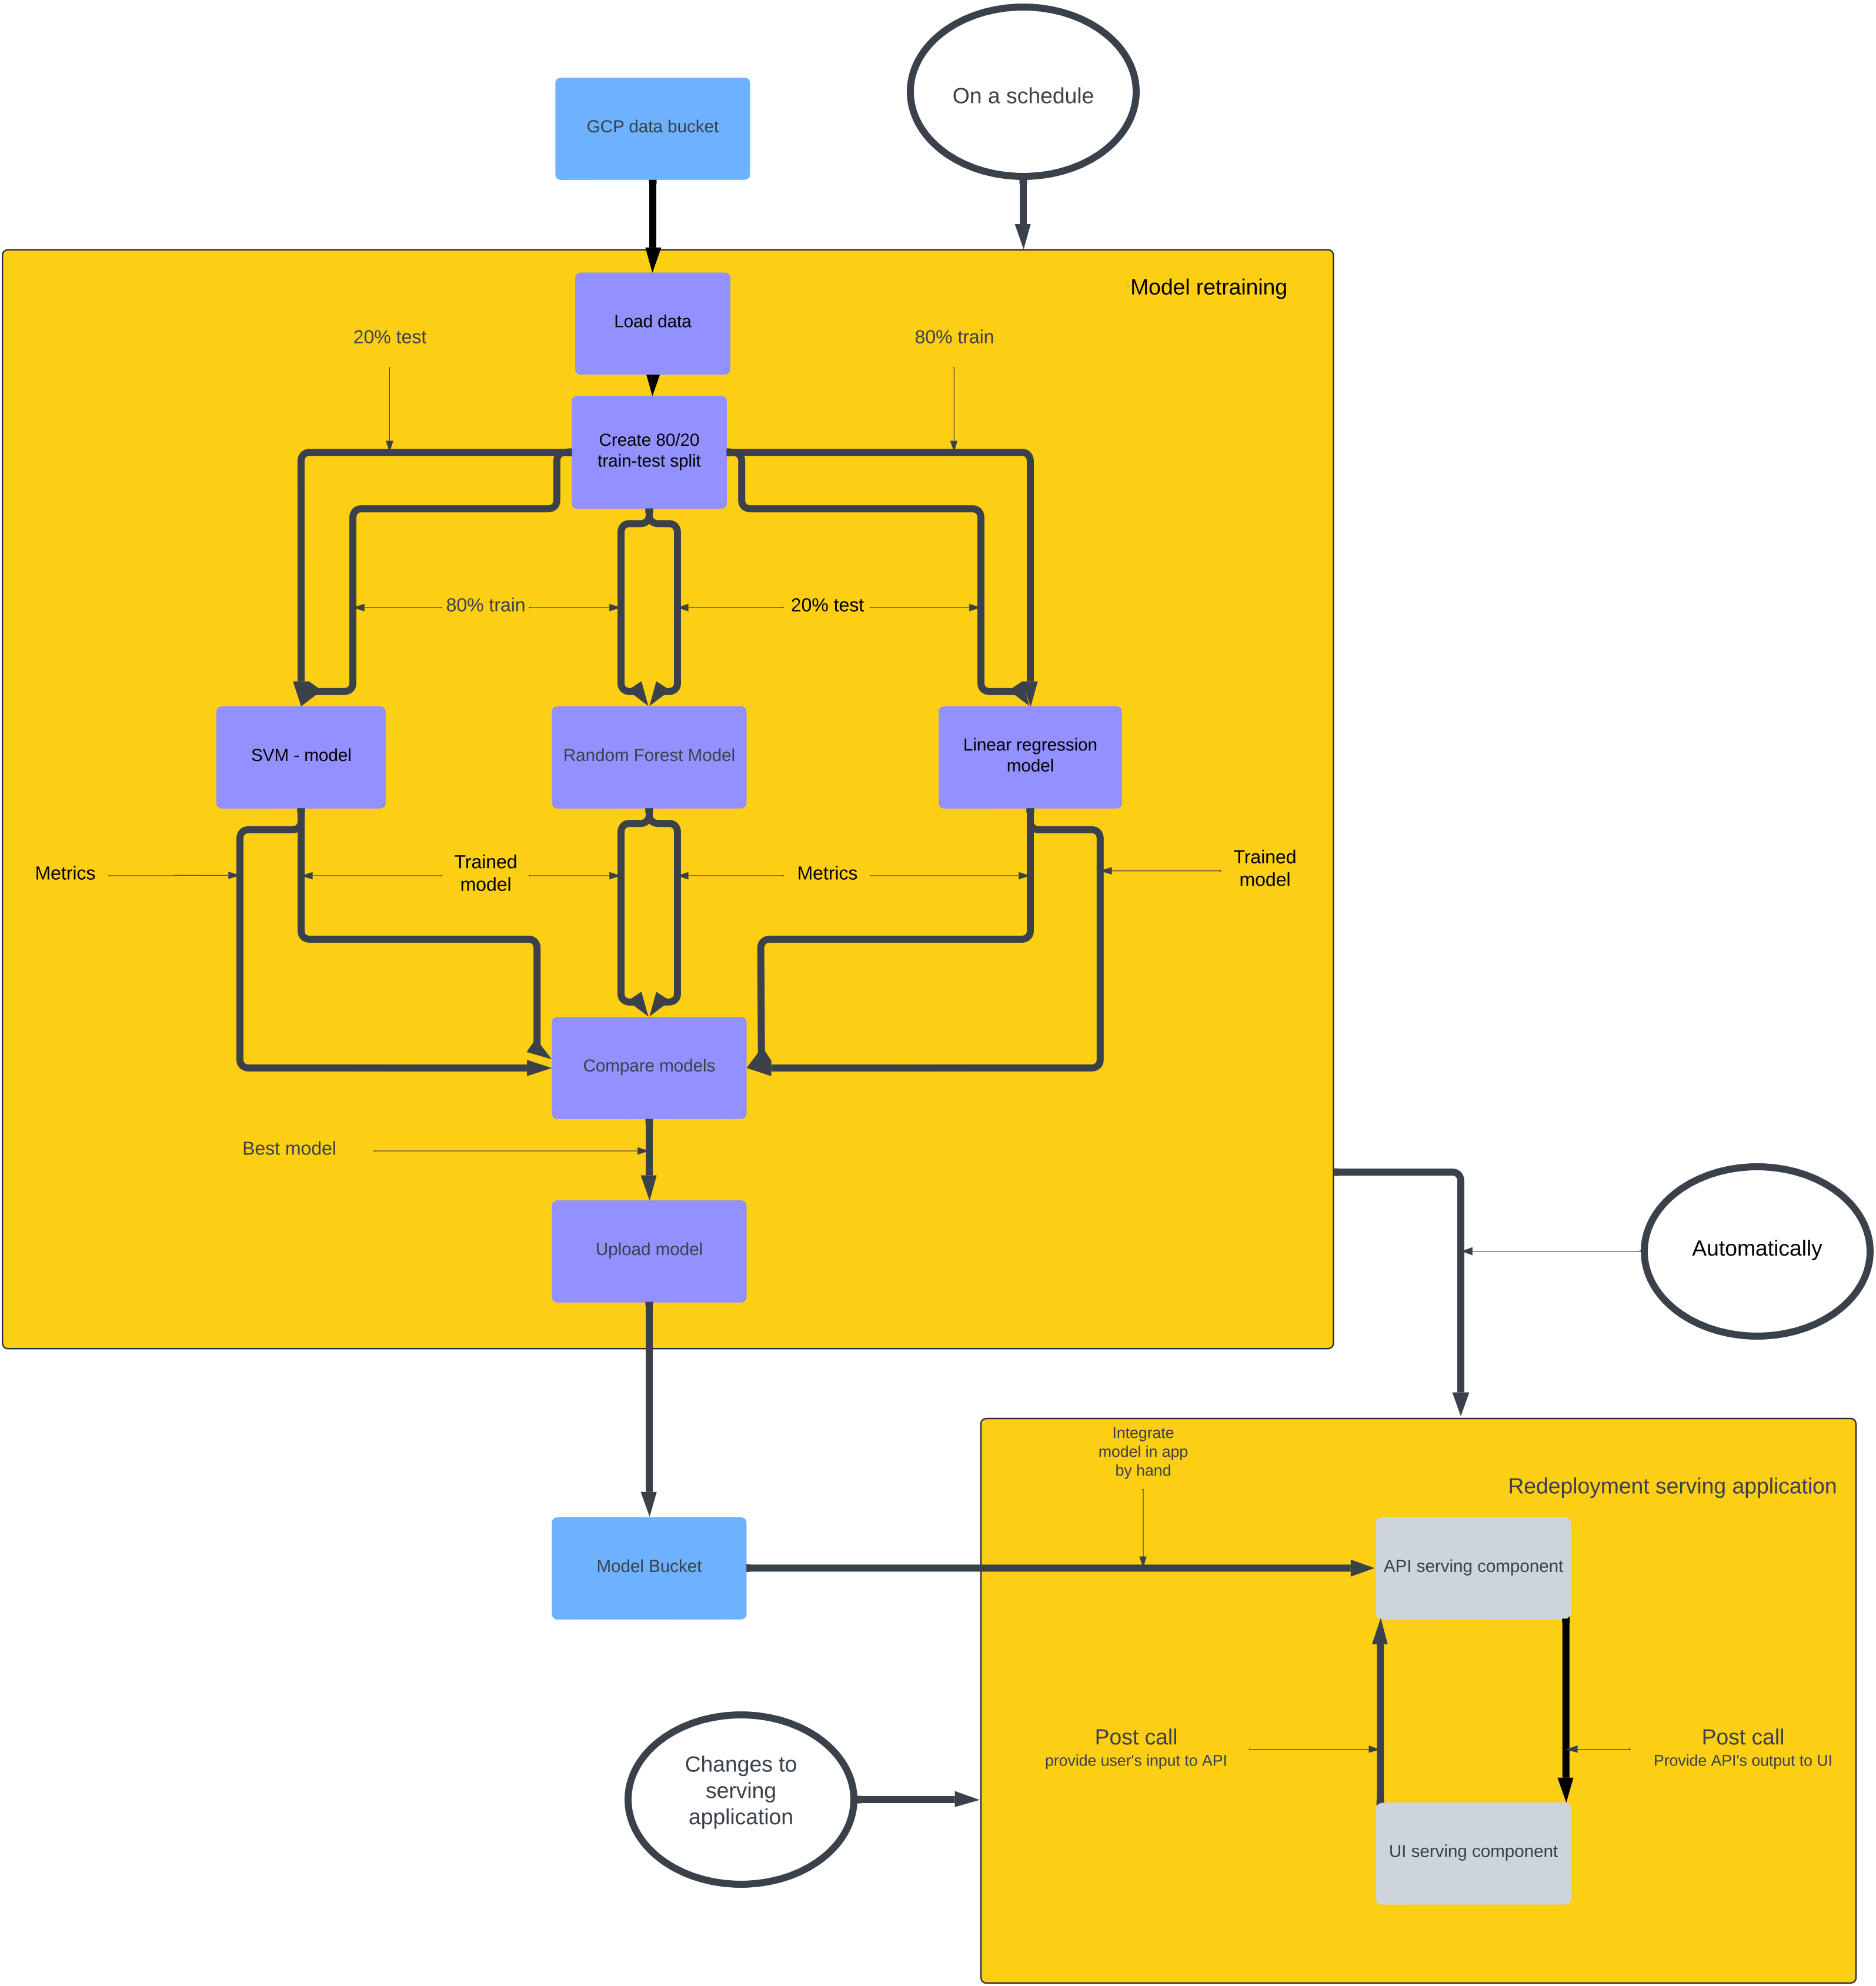 On a schedule
GCP data bucket
Model retraining
Load data
20% test
80% train
Create 80/20
train-test split
80% train
20% test
SVM - model
Random Forest Model
Linear regression
model
Metrics
Trained
model
Metrics
Trained
model
Compare models
Best model
Upload model
Automatically
Integrate
model in app
by hand
Redeployment serving application
Model Bucket
API serving component
Post call
provide user's input to API
Post call
Provide API's output to UI
Changes to
serving
application
UI serving component